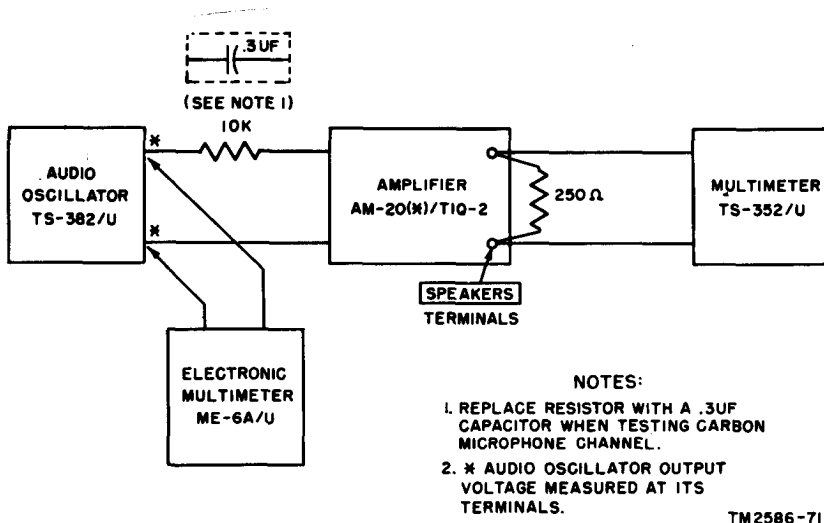 .3UF
(SEE NOTE 1)
10K
*
*
AUDIO
OSCILLATOR
TS-382/U
AMPLIFIER
AM-20(*)/TIQ-2
250Ω
MULTIMETER
TS-352/U
SPEAKERS
TERMINALS
ELECTRONIC
MULTIMETER
ME-6A/U
NOTES:
1. REPLACE RESISTOR WITH A .3UF
CAPACITOR WHEN TESTING CARBON
MICROPHONE CHANNEL.
2. * AUDIO OSCILLATOR OUTPUT
VOLTAGE MEASURED AT ITS
TERMINALS.
TM2586-71